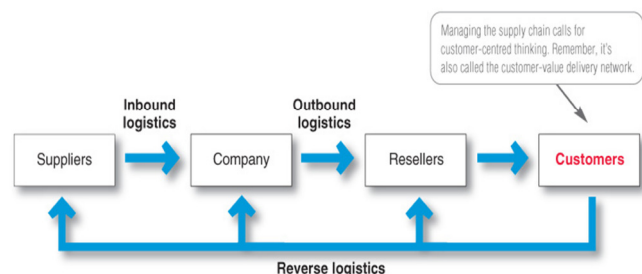 Managing the supply chain calls for
customer-centred thinking. Remember, it's
also called the customer-value delivery network.
Inbound
logistics
Outbound
logistics
Suppliers
Company
Resellers
Customers
Reverse logistics